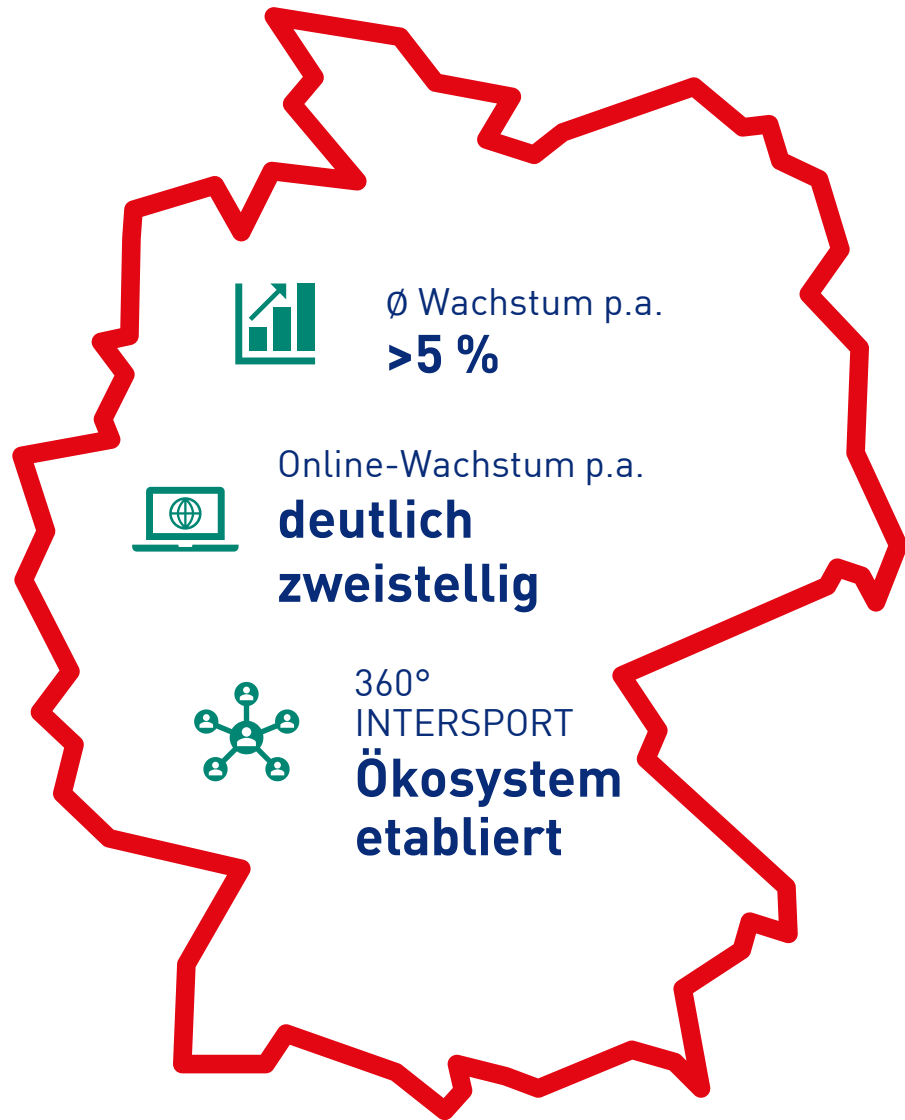 Ø Wachstum p.a.
>5 %
Online-Wachstum p.a.
deutlich
zweistellig
360°
INTERSPORT
Ökosystem
etabliert